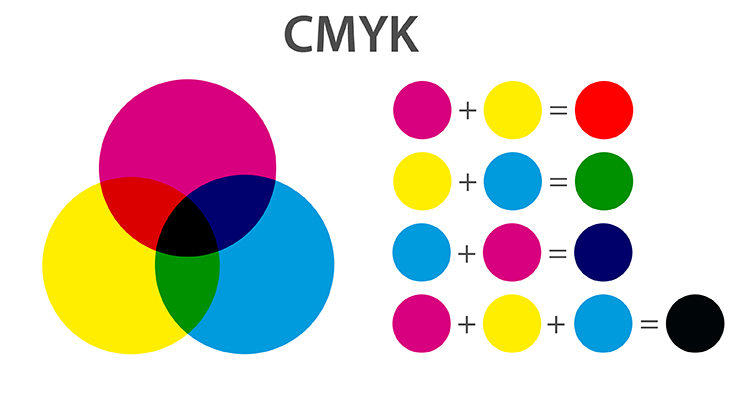 CMYK
+ =
+ =
+ =
+ + =